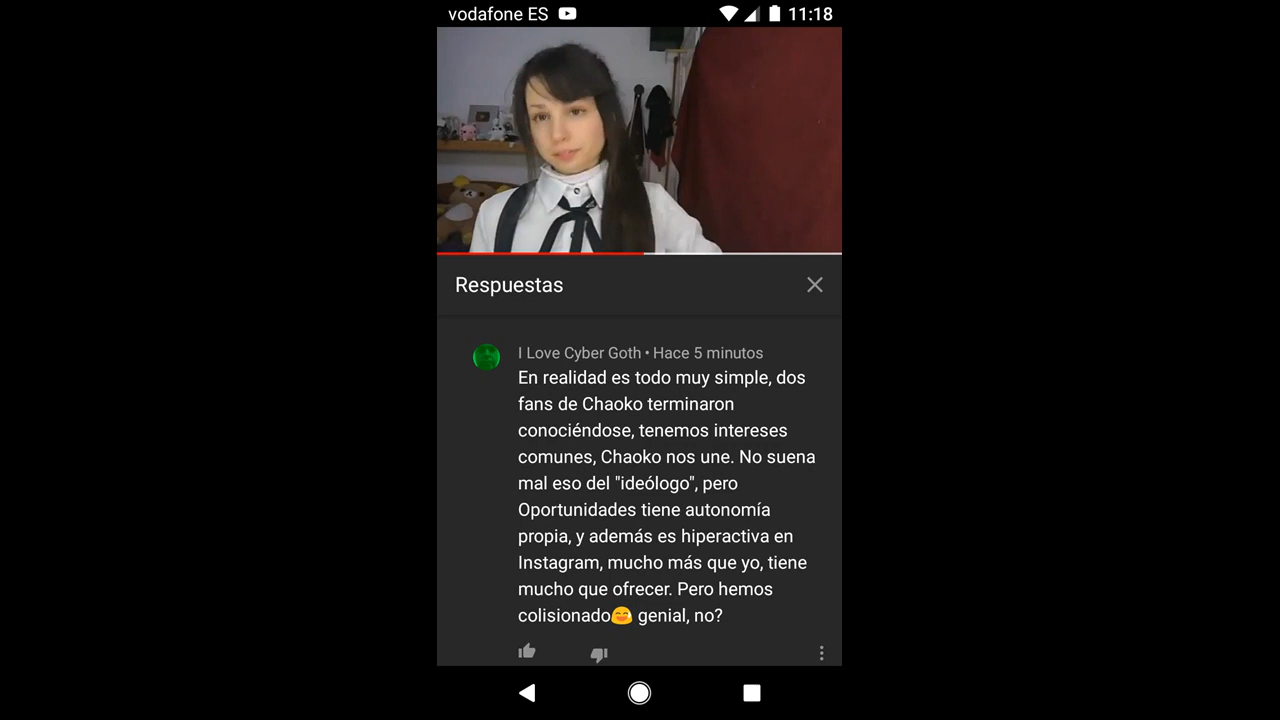 vodafone ES 11:18
Respuestas
I Love Cyber Goth • Hace 5 minutos
En realidad es todo muy simple, dos
fans de Chaoko terminaron
conociéndose, tenemos intereses
comunes, Chaoko nos une. No suena
mal eso del "ideólogo", pero
Oportunidades tiene autonomía
propia, y además es hiperactiva en
Instagram, mucho más que yo, tiene
mucho que ofrecer. Pero hemos
colisionado🤗 genial, no?